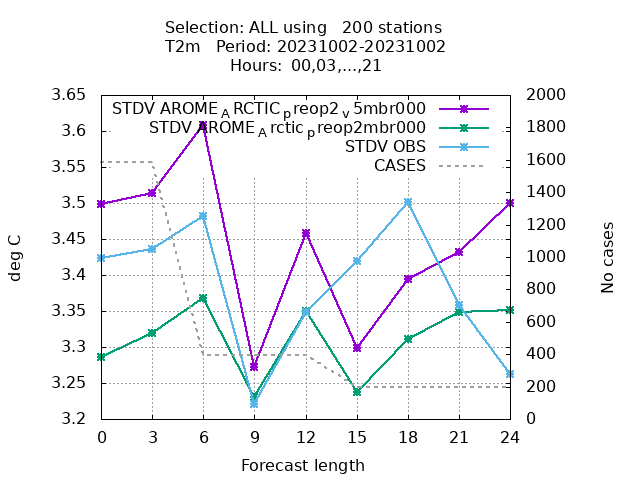 Selection: ALL using   200 stations
T2m   Period: 20231002-20231002
Hours:  00,03,...,21
STDV AROME_A RCTIC_p reop2_v 5mbr000
STDV AROME_A rctic_p reop2mbr000
STDV OBS
CASES
3.65
3.6
3.55
3.5
3.45
3.4
3.35
3.3
3.25
3.2
deg C
2000
1800
1600
1400
1200
1000
800
600
400
200
0
No cases
0 3 6 9 12 15 18 21 24
Forecast length